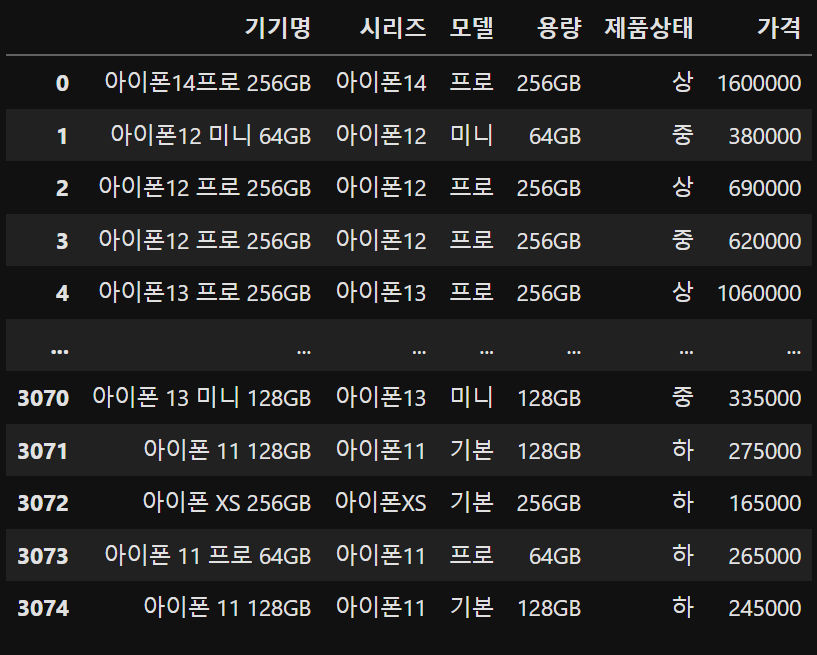 기기명 시리즈 모델 용량 제품상태 가격
0 아이폰14프로 256GB 아이폰14 프로 256GB 상 1600000
1 아이폰12 미니 64GB 아이폰12 미니 64GB 중 380000
2 아이폰12 프로 256GB 아이폰12 프로 256GB 상 690000
3 아이폰12 프로 256GB 아이폰12 프로 256GB 중 620000
4 아이폰13 프로 256GB 아이폰13 프로 256GB 상 1060000
... ... ... ... ... ... ...
3070 아이폰 13 미니 128GB 아이폰13 미니 128GB 중 335000
3071 아이폰 11 128GB 아이폰11 기본 128GB 하 275000
3072 아이폰 XS 256GB 아이폰XS 기본 256GB 하 165000
3073 아이폰 11 프로 64GB 아이폰11 프로 64GB 하 265000
3074 아이폰 11 128GB 아이폰11 기본 128GB 하 245000